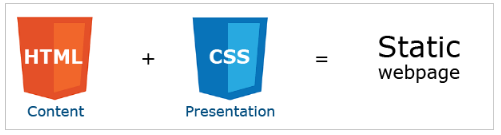 HTML + CSS = Static
webpage
Content Presentation